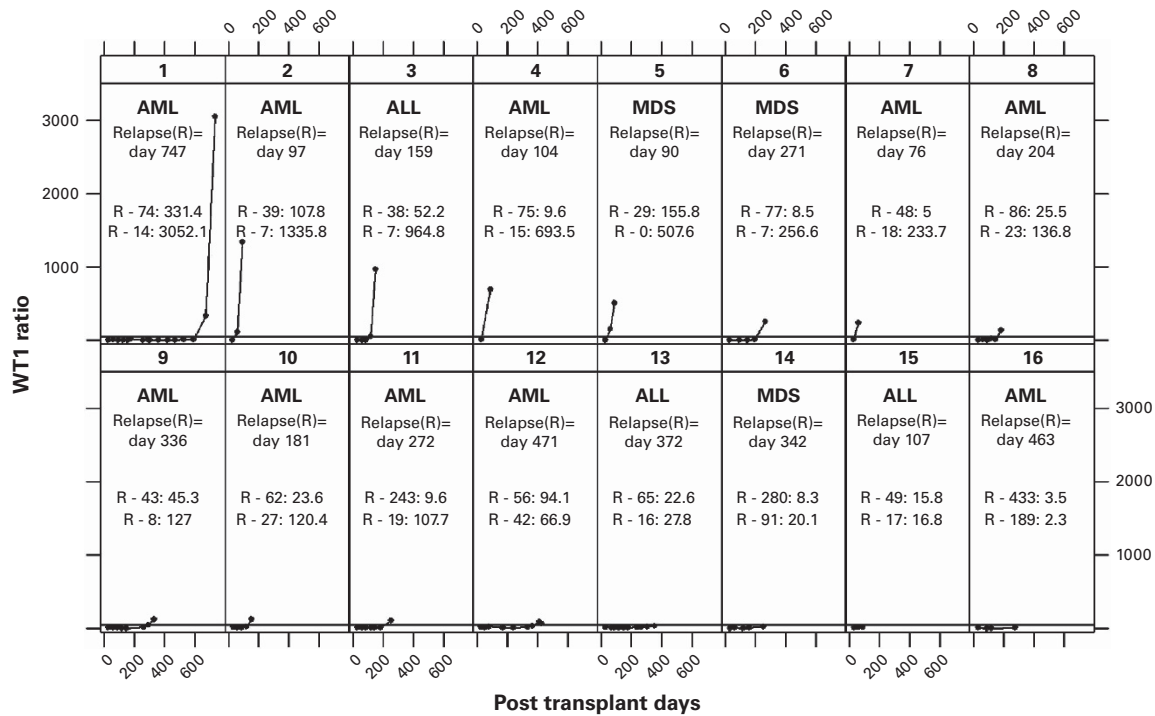 0 200 400 600 0 200 400 600 0 200 400 600 0 200 400 600
1 2 3 4 5 6 7 8
AML AML ALL AML MDS MDS AML AML
Relapse(R)= Relapse(R)= Relapse(R)= Relapse(R)= Relapse(R)= Relapse(R)= Relapse(R)= Relapse(R)=
day 747 day 97 day 159 day 104 day 90 day 271 day 76 day 204
R - 74: 331.4 R - 39: 107.8 R - 38: 52.2 R - 75: 9.6 R - 29: 155.8 R - 77: 8.5 R - 48: 5 R - 86: 25.5
R - 14: 3052.1 R - 7: 1335.8 R - 7: 964.8 R - 15: 693.5 R - 0: 507.6 R - 7: 256.6 R - 18: 233.7 R - 23: 136.8
3000
2000
1000
0
WT1 ratio
9 10 11 12 13 14 15 16
AML AML AML AML ALL MDS ALL AML
Relapse(R)= Relapse(R)= Relapse(R)= Relapse(R)= Relapse(R)= Relapse(R)= Relapse(R)= Relapse(R)=
day 336 day 181 day 272 day 471 day 372 day 342 day 107 day 463
R - 43: 45.3 R - 62: 23.6 R - 243: 9.6 R - 56: 94.1 R - 65: 22.6 R - 280: 8.3 R - 49: 15.8 R - 433: 3.5
R - 8: 127 R - 27: 120.4 R - 19: 107.7 R - 42: 66.9 R - 16: 27.8 R - 91: 20.1 R - 17: 16.8 R - 189: 2.3
3000
2000
1000
0
0 200 400 600 0 200 400 600 0 200 400 600 0 200 400 600
Post transplant days